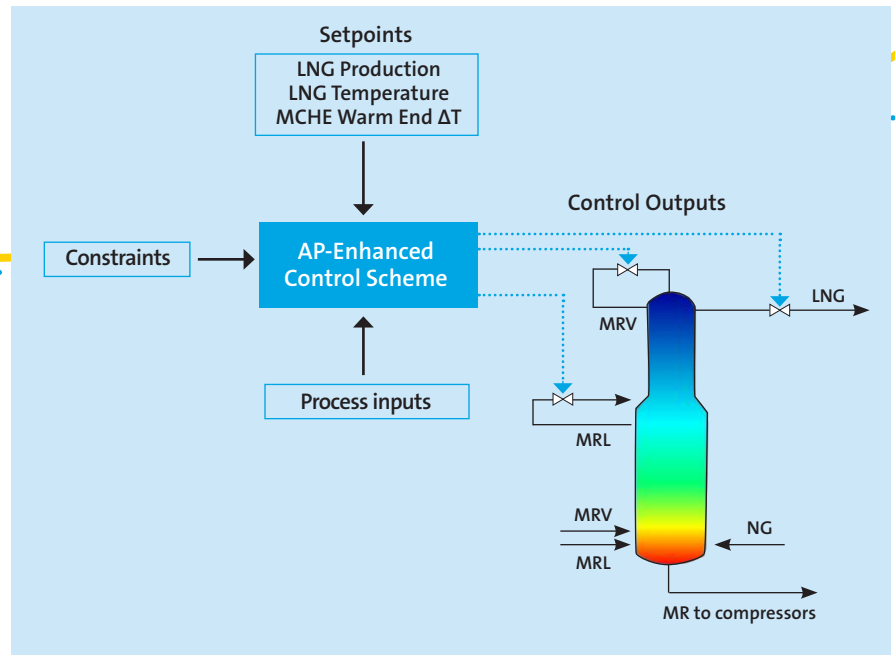 Setpoints
LNG Production
LNG Temperature
MCHE Warm End ΔT
Control Outputs
Constraints
AP-Enhanced
Control Scheme
LNG
MRV
Process inputs
MRL
MRV
NG
MRL
MR to compressors